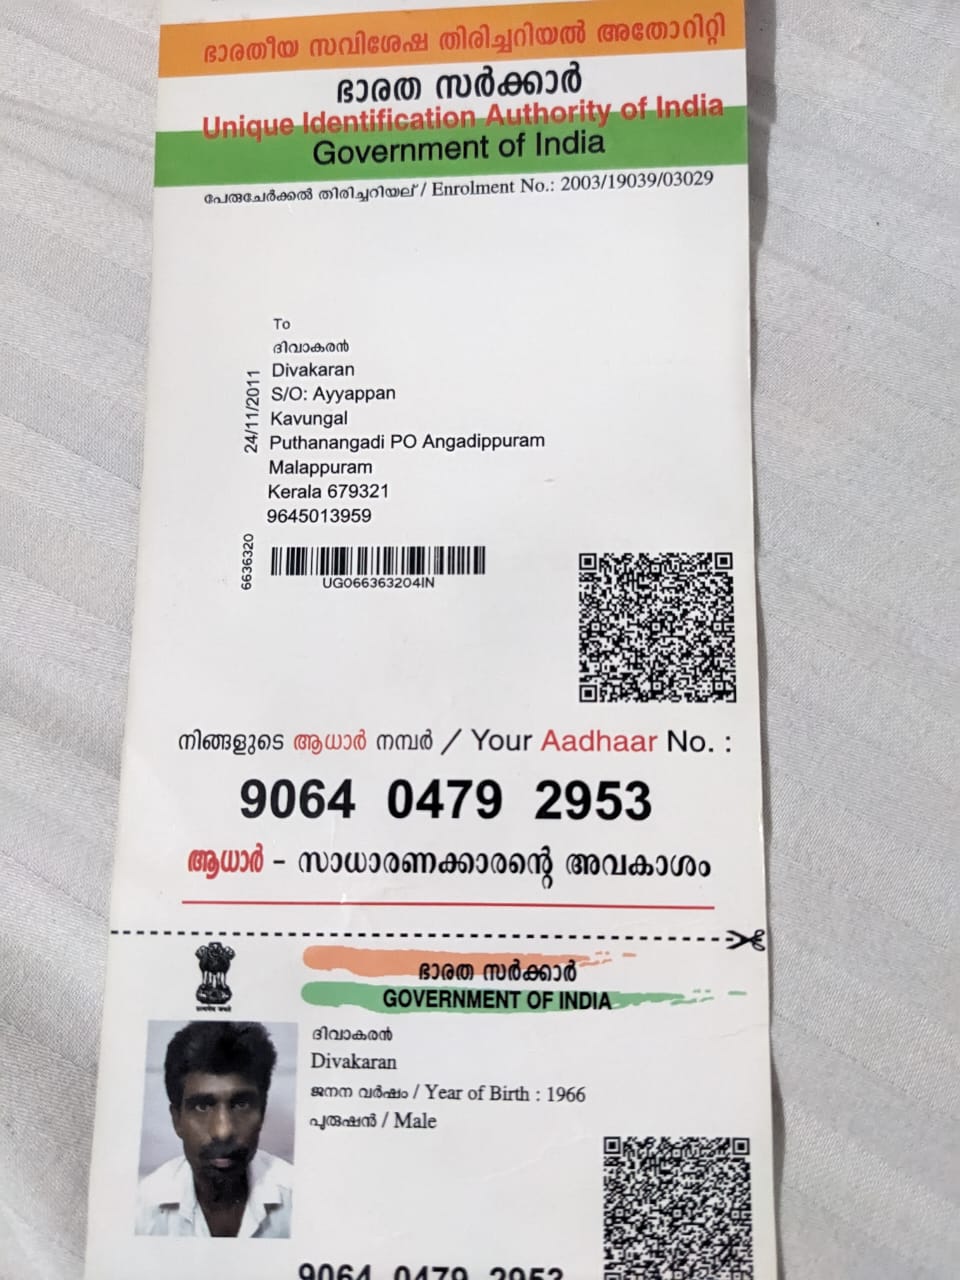 ഭാരതീയ സവിശേഷ തിരിച്ചറിയൽ അതോറിറ്റി
ഭാരത സർക്കാർ
Unique Identification Authority of India
Government of India
പേരുചേർക്കൽ തിരിച്ചറിയല് / Enrolment No.: 2003/19039/03029
To
ദിവാകരൻ
Divakaran
S/O: Ayyappan
Kavungal
Puthanangadi PO Angadippuram
Malappuram
Kerala 679321
9645013959
24/11/2011
6636320
UG066363204IN
നിങ്ങളുടെ ആധാർ നമ്പർ / Your Aadhaar No. :
9064 0479 2953
ആധാർ - സാധാരണക്കാരന്റെ അവകാശം
ഭാരത സർക്കാർ
GOVERNMENT OF INDIA
ദിവാകരൻ
Divakaran
ജനന വർഷം / Year of Birth : 1966
പുരുഷൻ / Male
9064 0479 2953